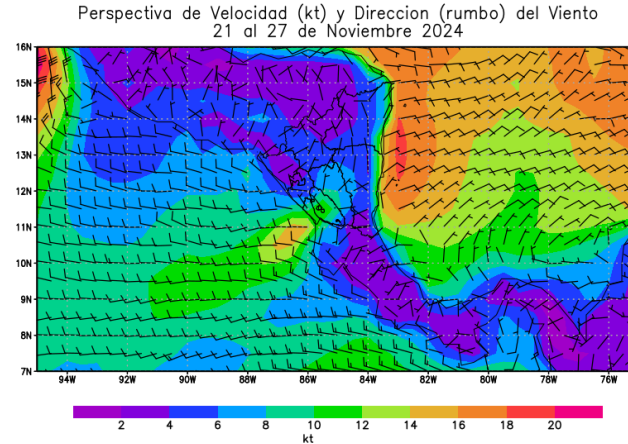 Perspectiva de Velocidad (kt) y Direccion (rumbo) del Viento
21 al 27 de Noviembre 2024
16N
15N
14N
13N
12N
11N
10N
9N
8N
7N
94W 92W 90W 88W 86W 84W 82W 80W 78W 76W
2 4 6 8 10 12 14 16 18 20
kt